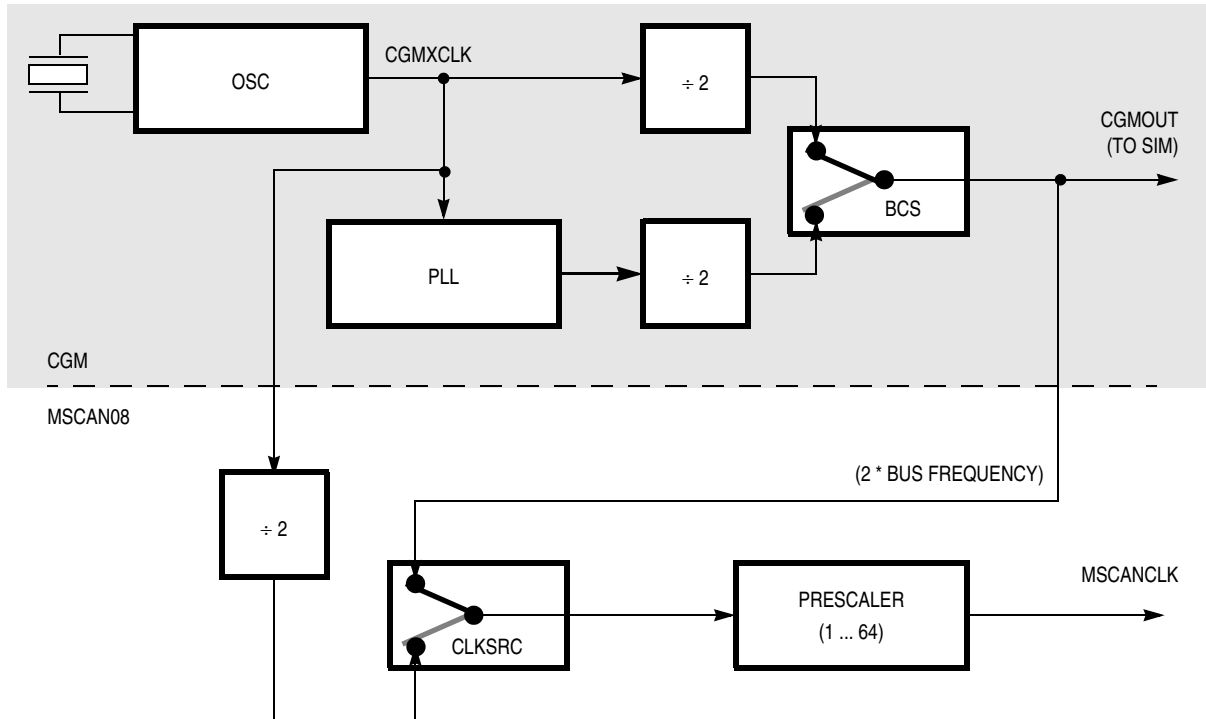 CGMXCLK
OSC
÷ 2
CGMOUT
(TO SIM)
BCS
PLL
÷ 2
CGM
MSCAN08
(2 * BUS FREQUENCY)
÷ 2
MSCANCLK
PRESCALER
(1 ... 64)
CLKSRC